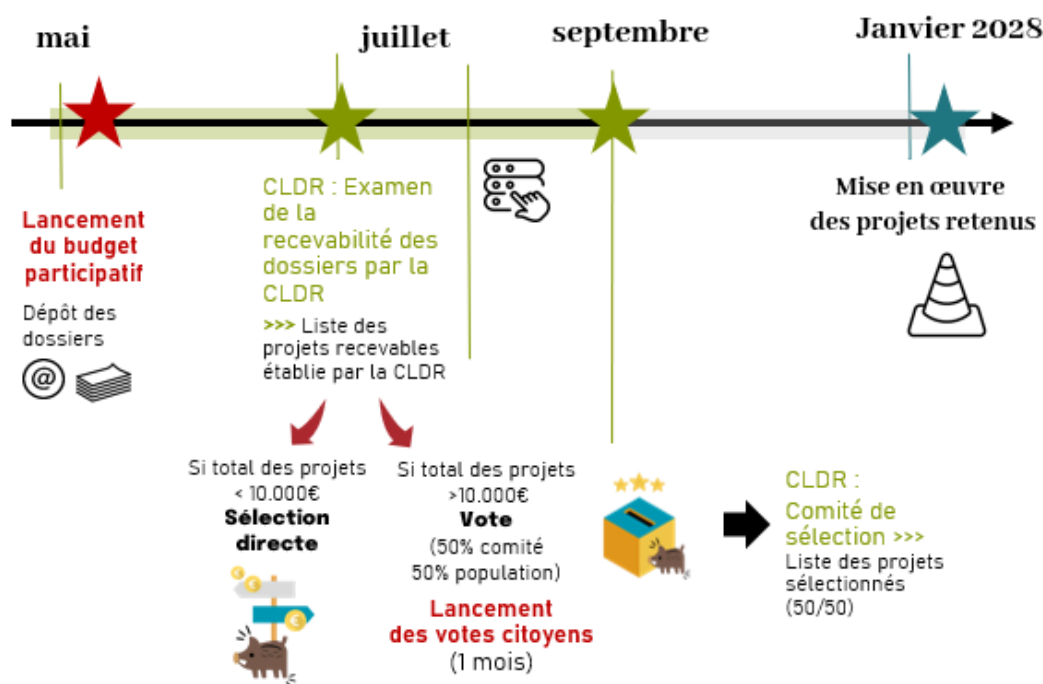 mai
juillet
septembre
Janvier 2028
Lancement
du budget
participatif
Dépôt des
dossiers
@
CLDR : Examen
de la
recevabilité des
dossiers par la
CLDR
>>> Liste des
projets recevables
établie par la CLDR
Mise en œuvre
des projets retenus
Si total des projets
< 10.000€
Sélection
directe
€
€
Si total des projets
>10.000€
Vote
(50% comité
50% population)
Lancement
des votes citoyens
(1 mois)
CLDR :
Comité de
sélection >>>
Liste des projets
sélectionnés
(50/50)